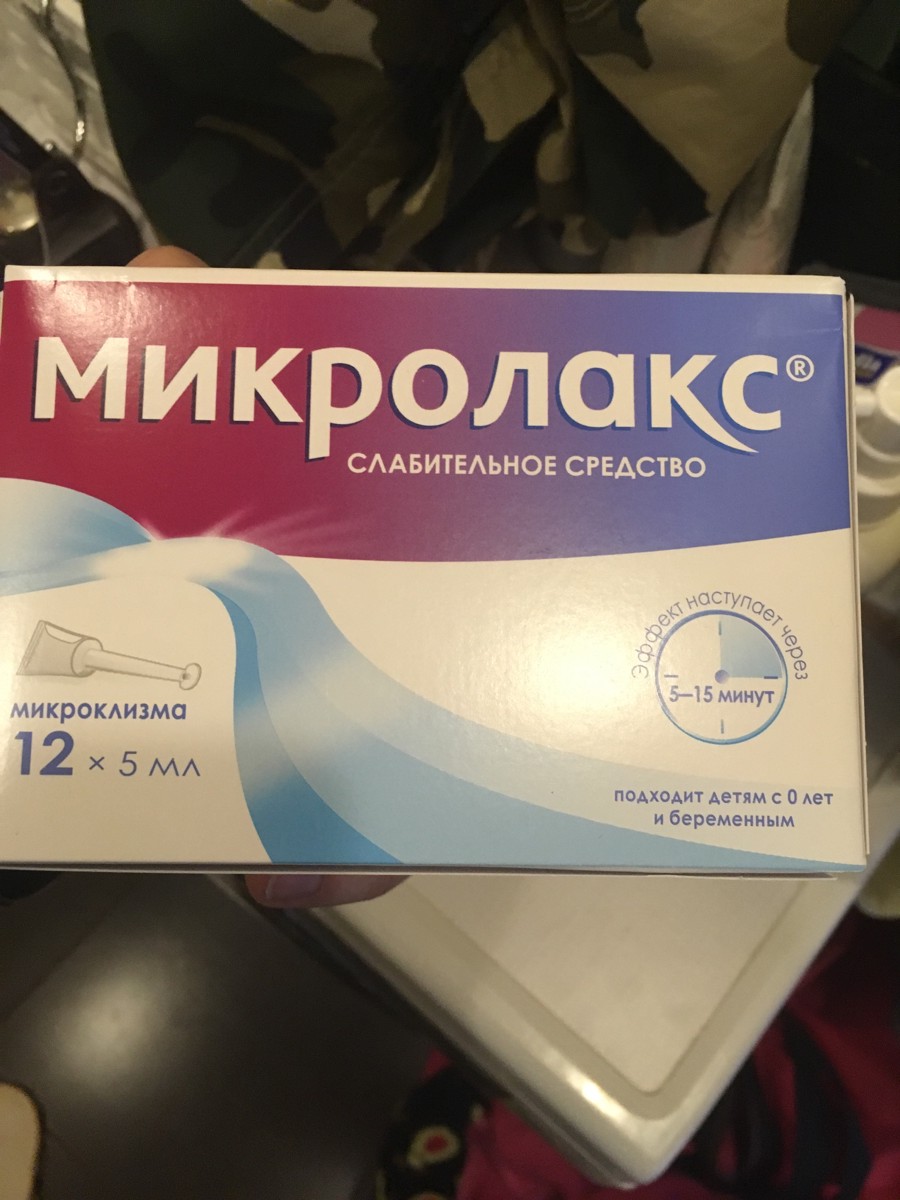 Микролакс®
СЛАБИТЕЛЬНОЕ СРЕДСТВО
Эффект наступает через
5–15 минут
микроклизма
12 × 5 мл
подходит детям с 0 лет
и беременным